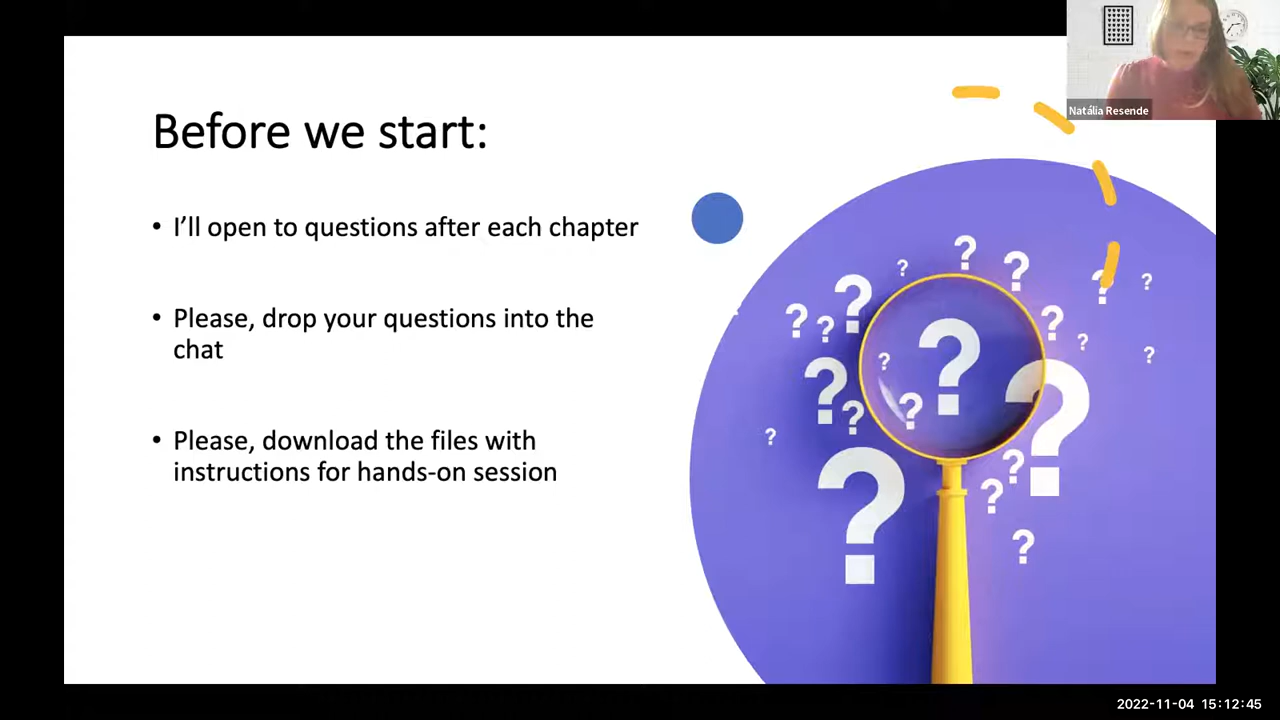 Natália Resende
Before we start:
• I’ll open to questions after each chapter
• Please, drop your questions into the
chat
• Please, download the files with
instructions for hands-on session
2022-11-04 15:12:45